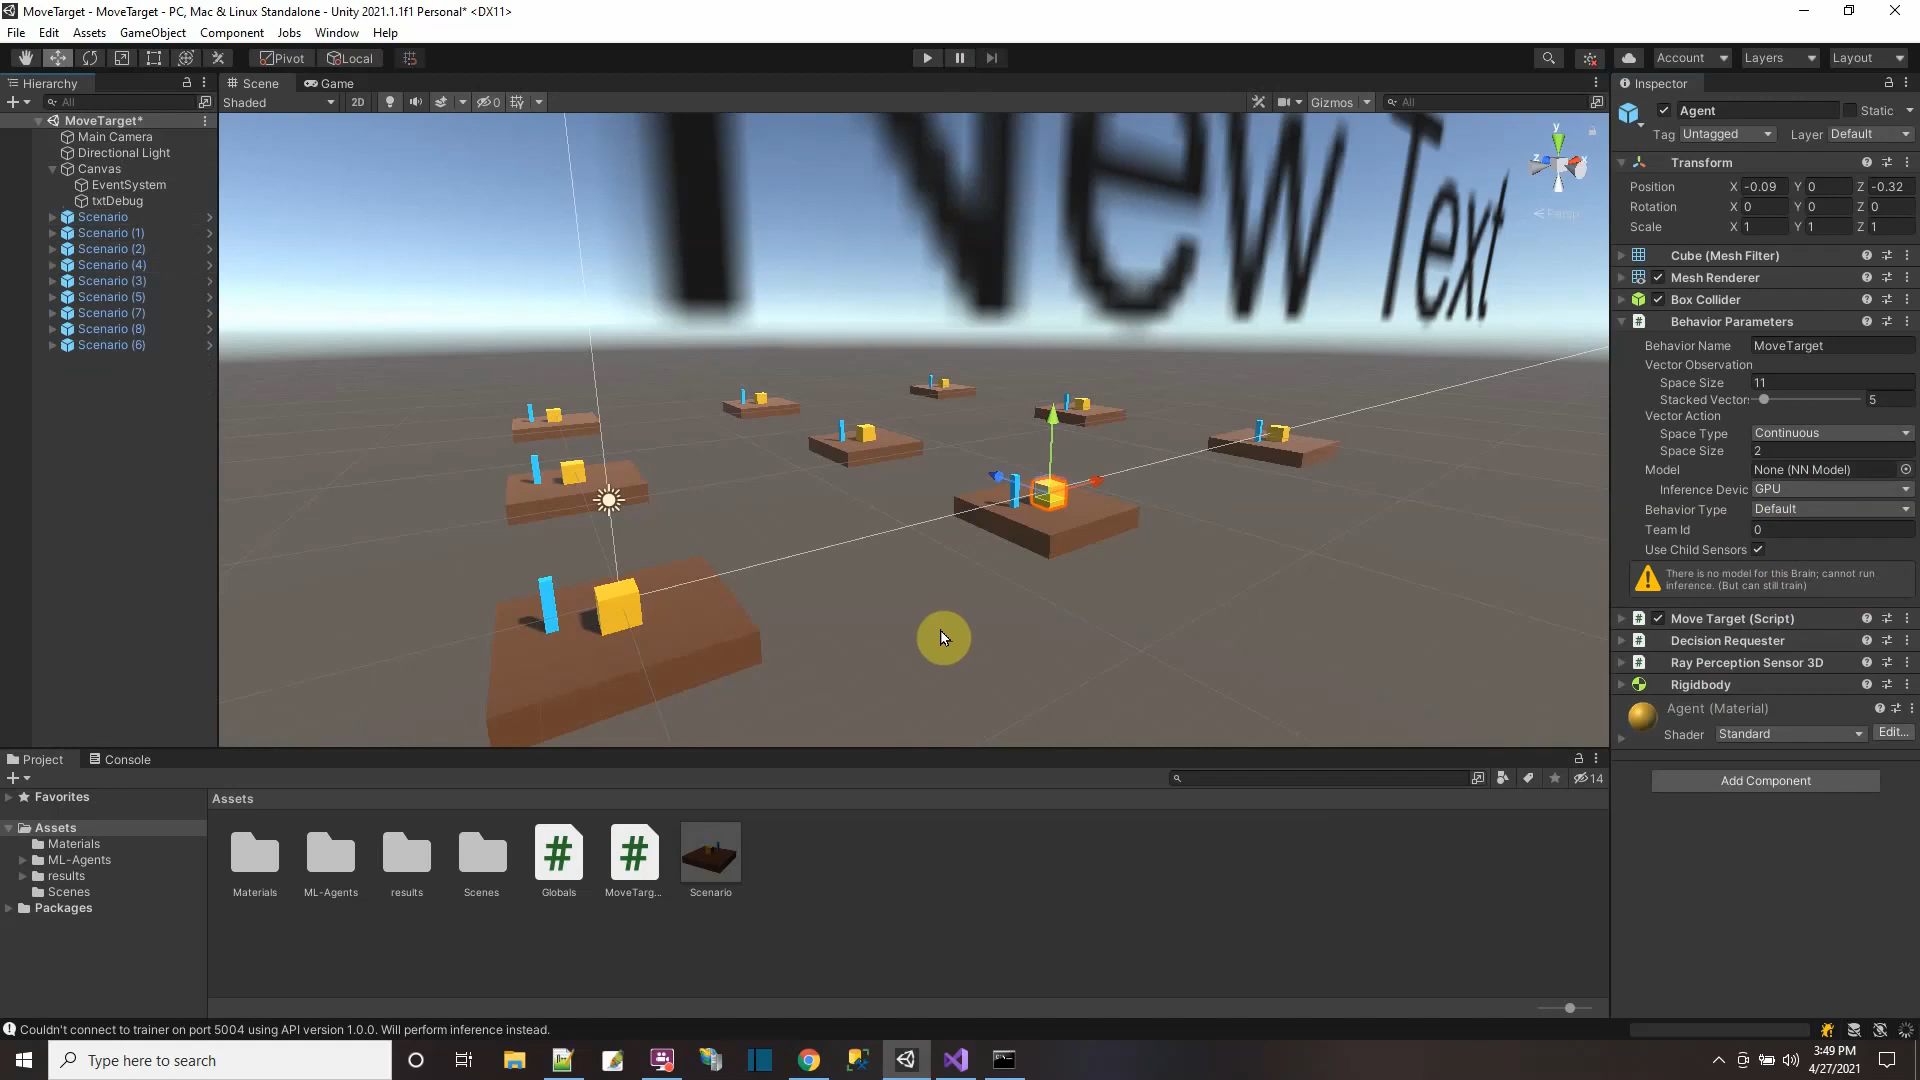 MoveTarget - MoveTarget - PC, Mac & Linux Standalone - Unity 2021.1.1f1 Personal* <DX11>
File Edit Assets GameObject Component Jobs Window Help
Pivot Local Account Layers Layout
Hierarchy
All
MoveTarget*
Main Camera
Directional Light
Canvas
EventSystem
txtDebug
Scenario
Scenario (1)
Scenario (2)
Scenario (4)
Scenario (3)
Scenario (5)
Scenario (7)
Scenario (8)
Scenario (6)
Scene Game
Shaded 2D 0 Gizmos All
New Text
y
z x
Persp
Inspector
Agent Static
Tag Untagged Layer Default
Transform
Position X -0.09 Y 0 Z -0.32
Rotation X 0 Y 0 Z 0
Scale X 1 Y 1 Z 1
Cube (Mesh Filter)
Mesh Renderer
Box Collider
Behavior Parameters
Behavior Name MoveTarget
Vector Observation
Space Size 11
Stacked Vector 5
Vector Action
Space Type Continuous
Space Size 2
Model None (NN Model)
Inference Devic GPU
Behavior Type Default
Team Id 0
Use Child Sensors
There is no model for this Brain; cannot run
inference. (But can still train)
Move Target (Script)
Decision Requester
Ray Perception Sensor 3D
Rigidbody
Agent (Material)
Shader Standard Edit...
Add Component
Project Console
14
Favorites
Assets
Materials
ML-Agents
results
Scenes
Packages
Assets
Materials ML-Agents results Scenes Globals MoveTarg... Scenario
Couldn't connect to trainer on port 5004 using API version 1.0.0. Will perform inference instead.
Type here to search
3:49 PM
4/27/2021